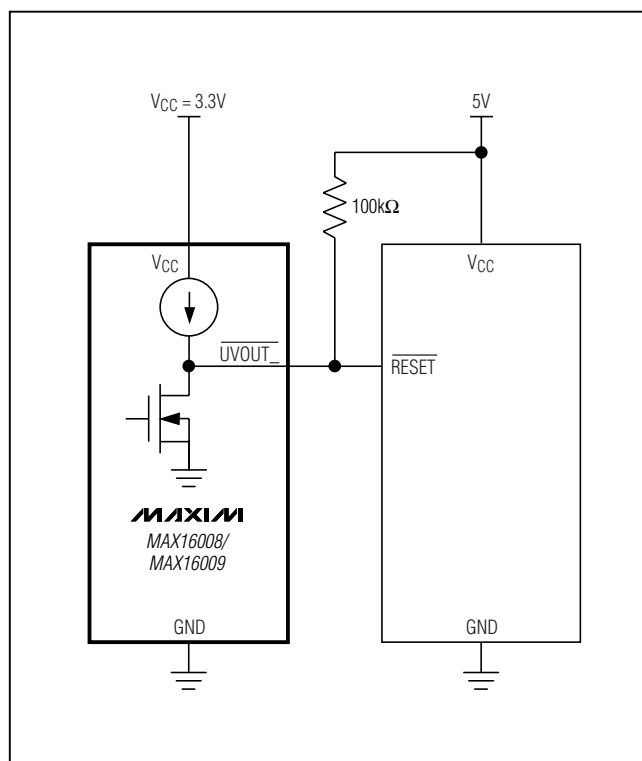 VCC = 3.3V
5V
100kΩ
VCC
VCC
UVOUT_
RESET
MAXIM
MAX16008/
MAX16009
GND
GND